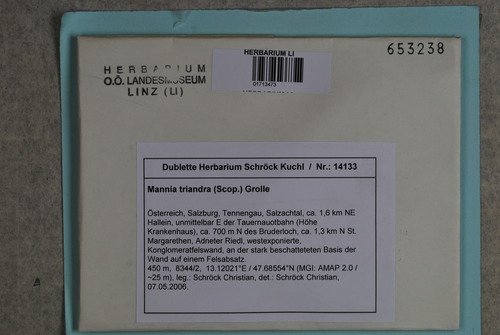 HERBARIUM LI
653238
01713473
HERBARIUM
O.Ö. LANDESMUSEUM
LINZ (LI)
Dublette Herbarium Schröck Kuchl / Nr.: 14133
Mannia triandra (Scop.) Grolle
Österreich, Salzburg, Tennengau, Salzachtal, ca. 1,6 km NE
Hallein, unmittelbar E der Tauernauotbahn (Höhe
Krankenhaus), ca. 700 m N des Bruderloch, ca. 1,3 km N St.
Margarethen, Adneter Riedl, westexponierte,
Konglomeratfelswand, an der stark beschatteteten Basis der
Wand auf einem Felsabsatz.
450 m, 8344/2, 13.12021°E / 47.68554°N (MGI: AMAP 2.0 /
~25 m), leg.: Schröck Christian, det.: Schröck Christian,
07.05.2006.